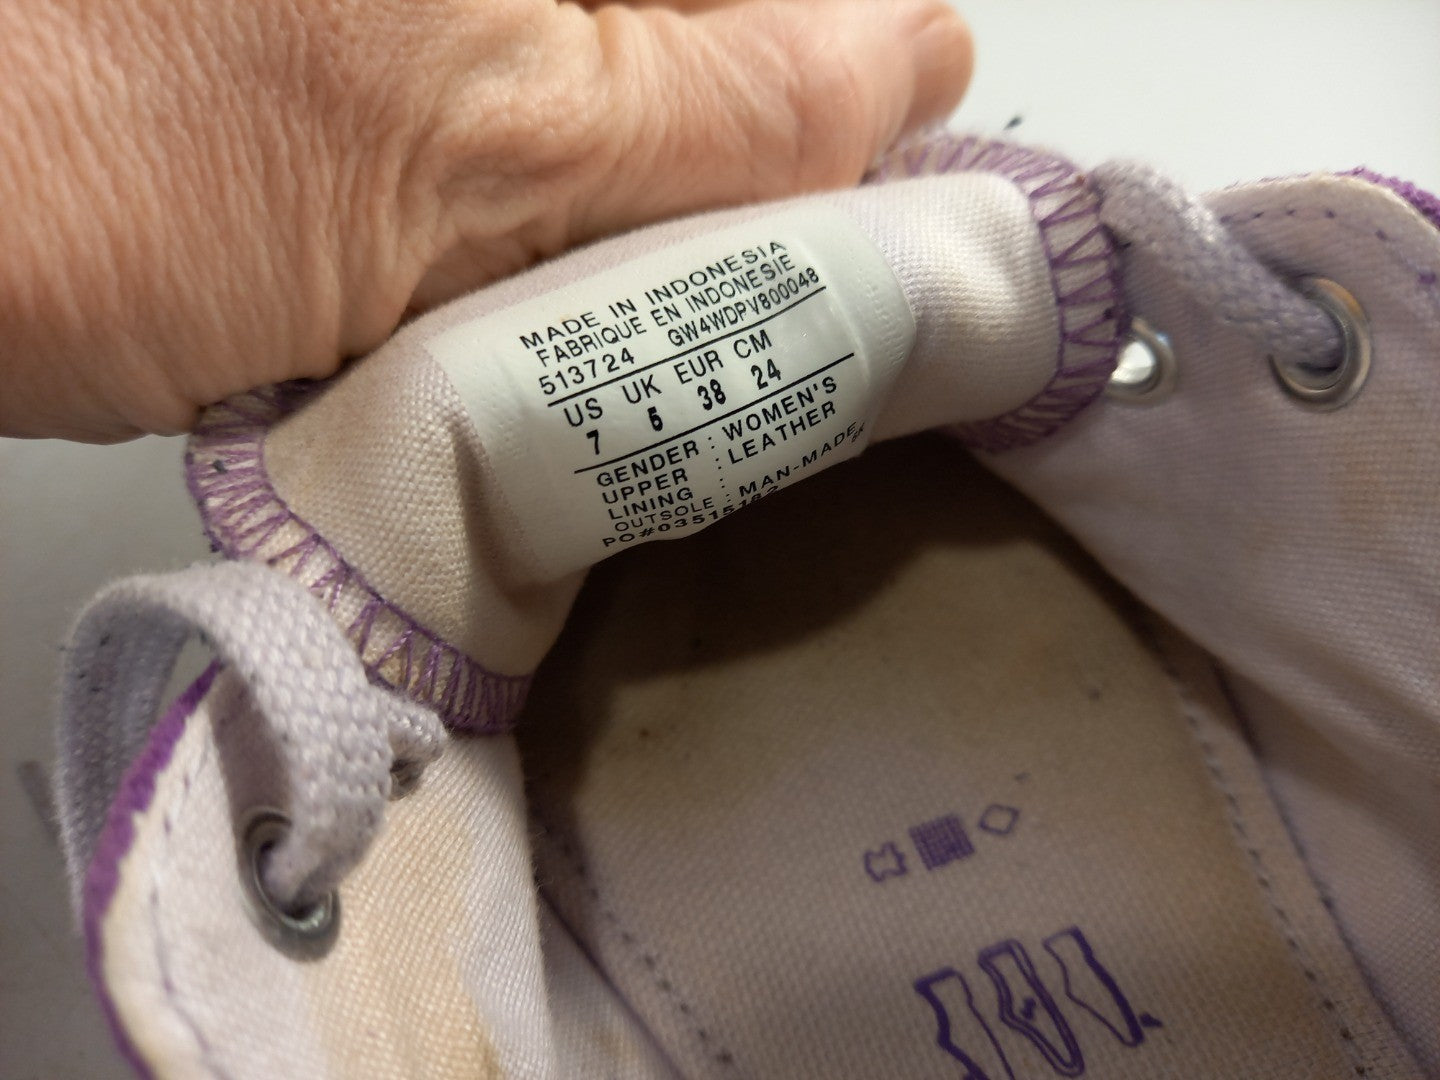 MADE IN INDONESIA
FABRIQUE EN INDONESIE
513724 GW4WDPV800048
US UK EUR CM
7 5 38 24
GENDER : WOMEN'S
UPPER : LEATHER
LINING :
OUTSOLE : MAN-MADE